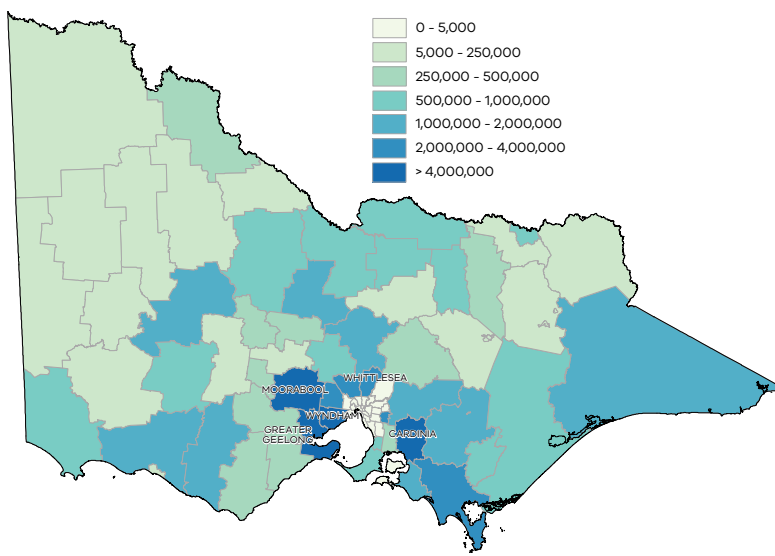 0 - 5,000
5,000 - 250,000
250,000 - 500,000
500,000 - 1,000,000
1,000,000 - 2,000,000
2,000,000 - 4,000,000
> 4,000,000
WHITTLESEA
MOORABOOL
WYNDHAM
GREATER
GEELONG
CARDINIA